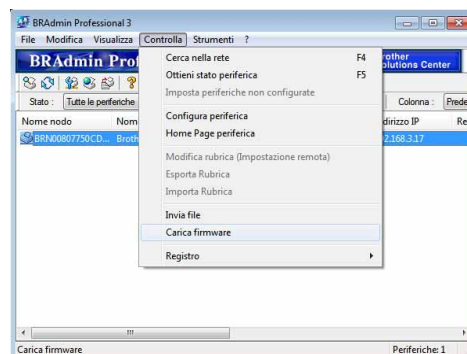 BRAdmin Professional 3
File Modifica Visualizza Controlla Strumenti ?
BRAdmin Prof
rother
olutions Center
Cerca nella rete F4
Ottieni stato periferica F5
Imposta periferiche non configurate
Configura periferica
Home Page periferica
Modifica rubrica (Impostazione remota)
Esporta Rubrica
Importa Rubrica
Invia file
Carica firmware
Registro
Stato : Tutte le periferiche Colonna : Prede
Nome nodo Nom dirizzo IP Re
BRN00807750CD... Broth 2.168.3.17
Carica firmware Periferiche: 1